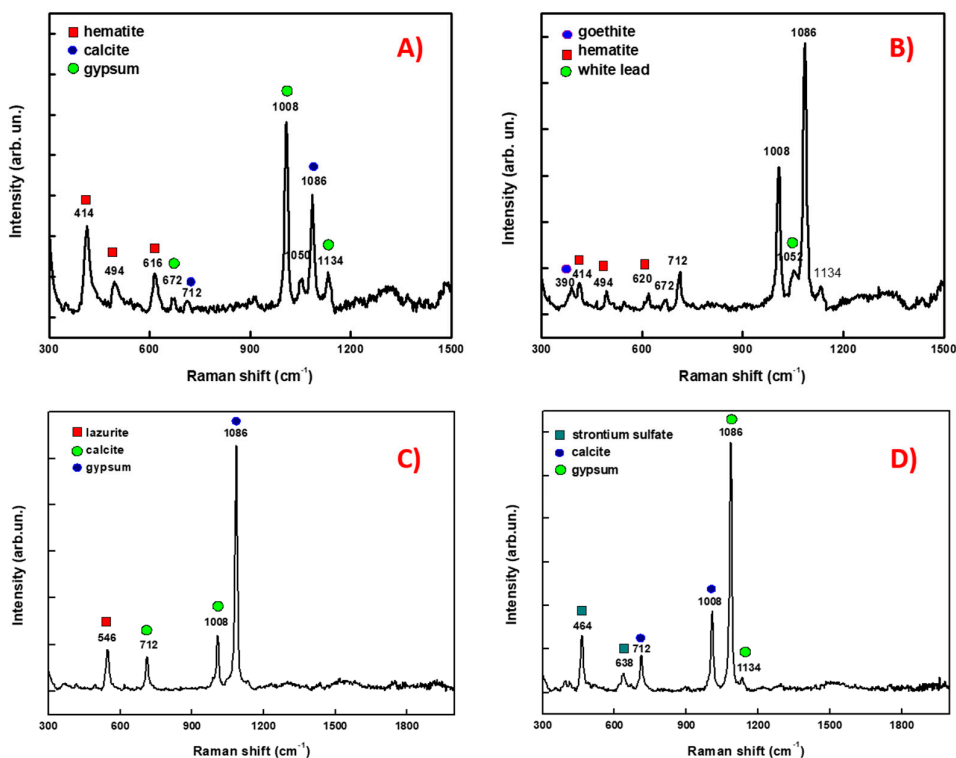 hematite
calcite
gypsum
A)
414
494
616
672
712
1008
1050
1086
1134
Intensity (arb. un.)
300 600 900 1200 1500
Raman shift (cm⁻¹)
goethite
hematite
white lead
B)
390
414
494
620
672
712
1008
1052
1086
1134
Intensity (arb. un.)
300 600 900 1200 1500
Raman shift (cm⁻¹)
lazurite
calcite
gypsum
C)
546
712
1008
1086
Intensity (arb.un.)
300 600 900 1200 1500 1800
Raman shift (cm⁻¹)
strontium sulfate
calcite
gypsum
D)
464
638
712
1008
1086
1134
Intensity (arb.un.)
300 600 900 1200 1500 1800
Raman shift (cm⁻¹)